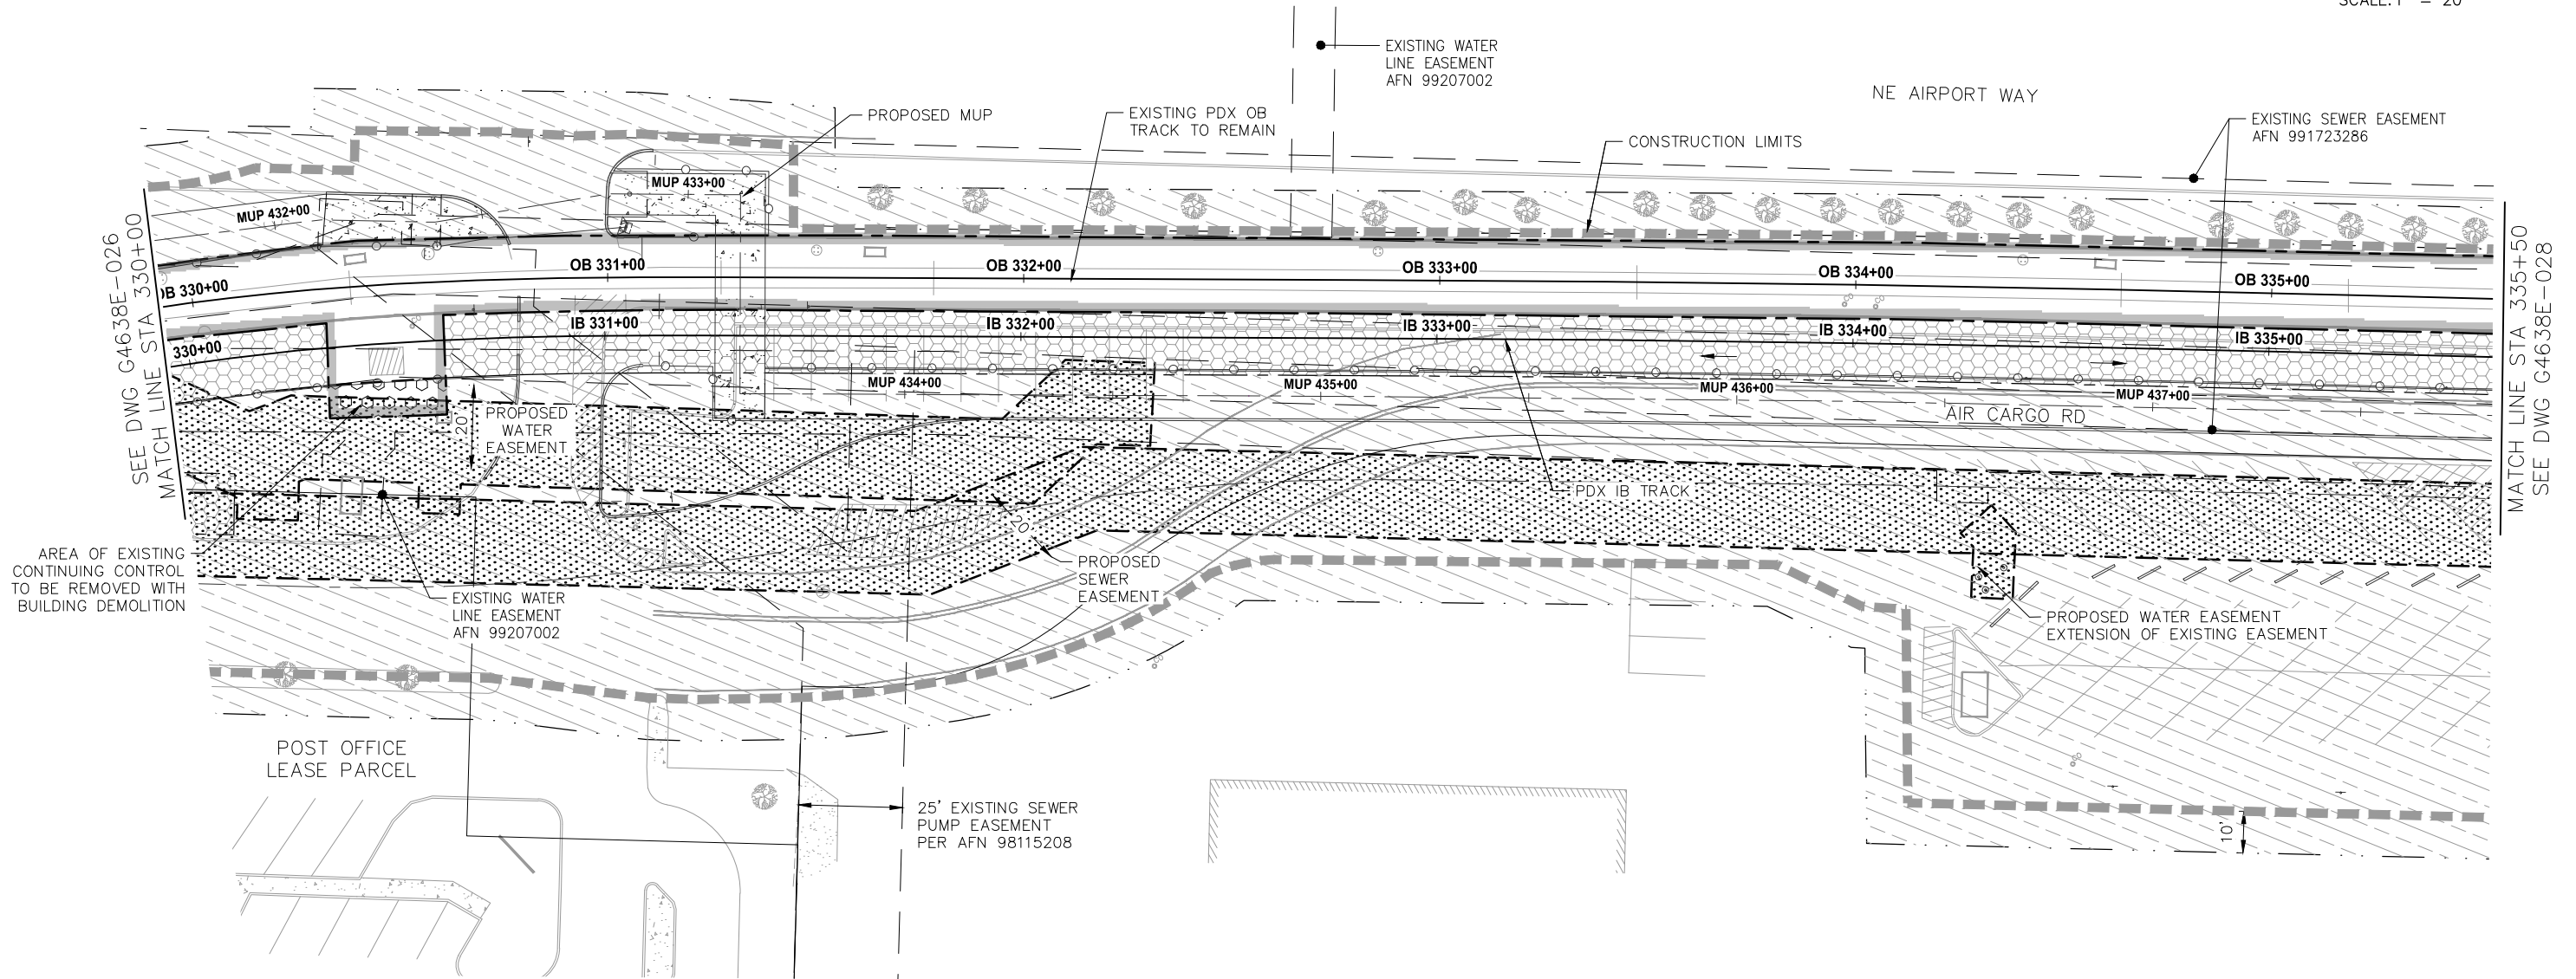 SCALE: 1" = 20'
EXISTING WATER
LINE EASEMENT
AFN 99207002
NE AIRPORT WAY
PROPOSED MUP
EXISTING PDX OB
TRACK TO REMAIN
CONSTRUCTION LIMITS
EXISTING SEWER EASEMENT
AFN 991723286
MUP 432+00
MUP 433+00
SEE DWG G4638E-026
MATCH LINE STA 330+00
OB 330+00
OB 331+00
OB 332+00
OB 333+00
OB 334+00
OB 335+00
330+00
IB 331+00
IB 332+00
IB 333+00
IB 334+00
IB 335+00
MUP 434+00
MUP 435+00
MUP 436+00
MUP 437+00
AIR CARGO RD
MATCH LINE STA 335+50
SEE DWG G4638E-028
20'
PROPOSED
WATER
EASEMENT
PDX IB TRACK
20'
AREA OF EXISTING
CONTINUING CONTROL
TO BE REMOVED WITH
BUILDING DEMOLITION
EXISTING WATER
LINE EASEMENT
AFN 99207002
PROPOSED
SEWER
EASEMENT
PROPOSED WATER EASEMENT
EXTENSION OF EXISTING EASEMENT
POST OFFICE
LEASE PARCEL
25' EXISTING SEWER
PUMP EASEMENT
PER AFN 98115208
10'